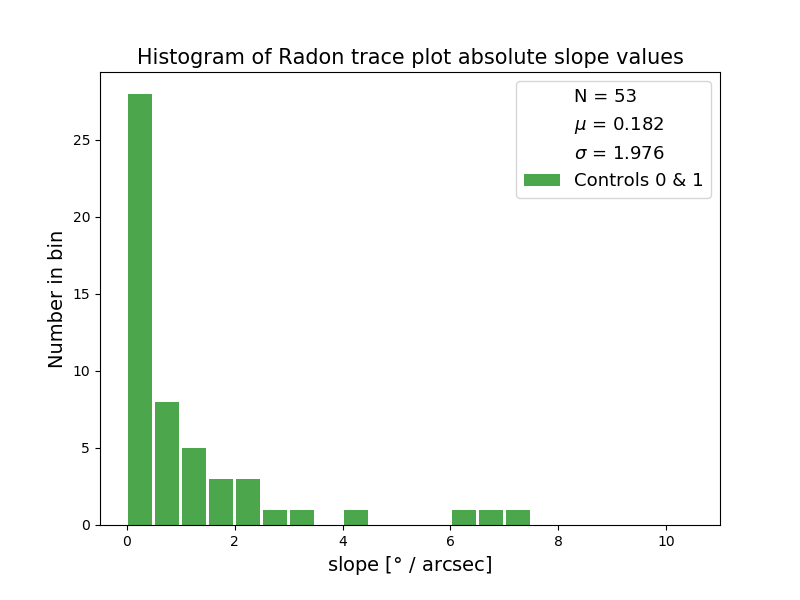 Histogram of Radon trace plot absolute slope values
N = 53
μ = 0.182
σ = 1.976
Controls 0 & 1
Number in bin
25
20
15
10
5
0
0 2 4 6 8 10
slope [° / arcsec]